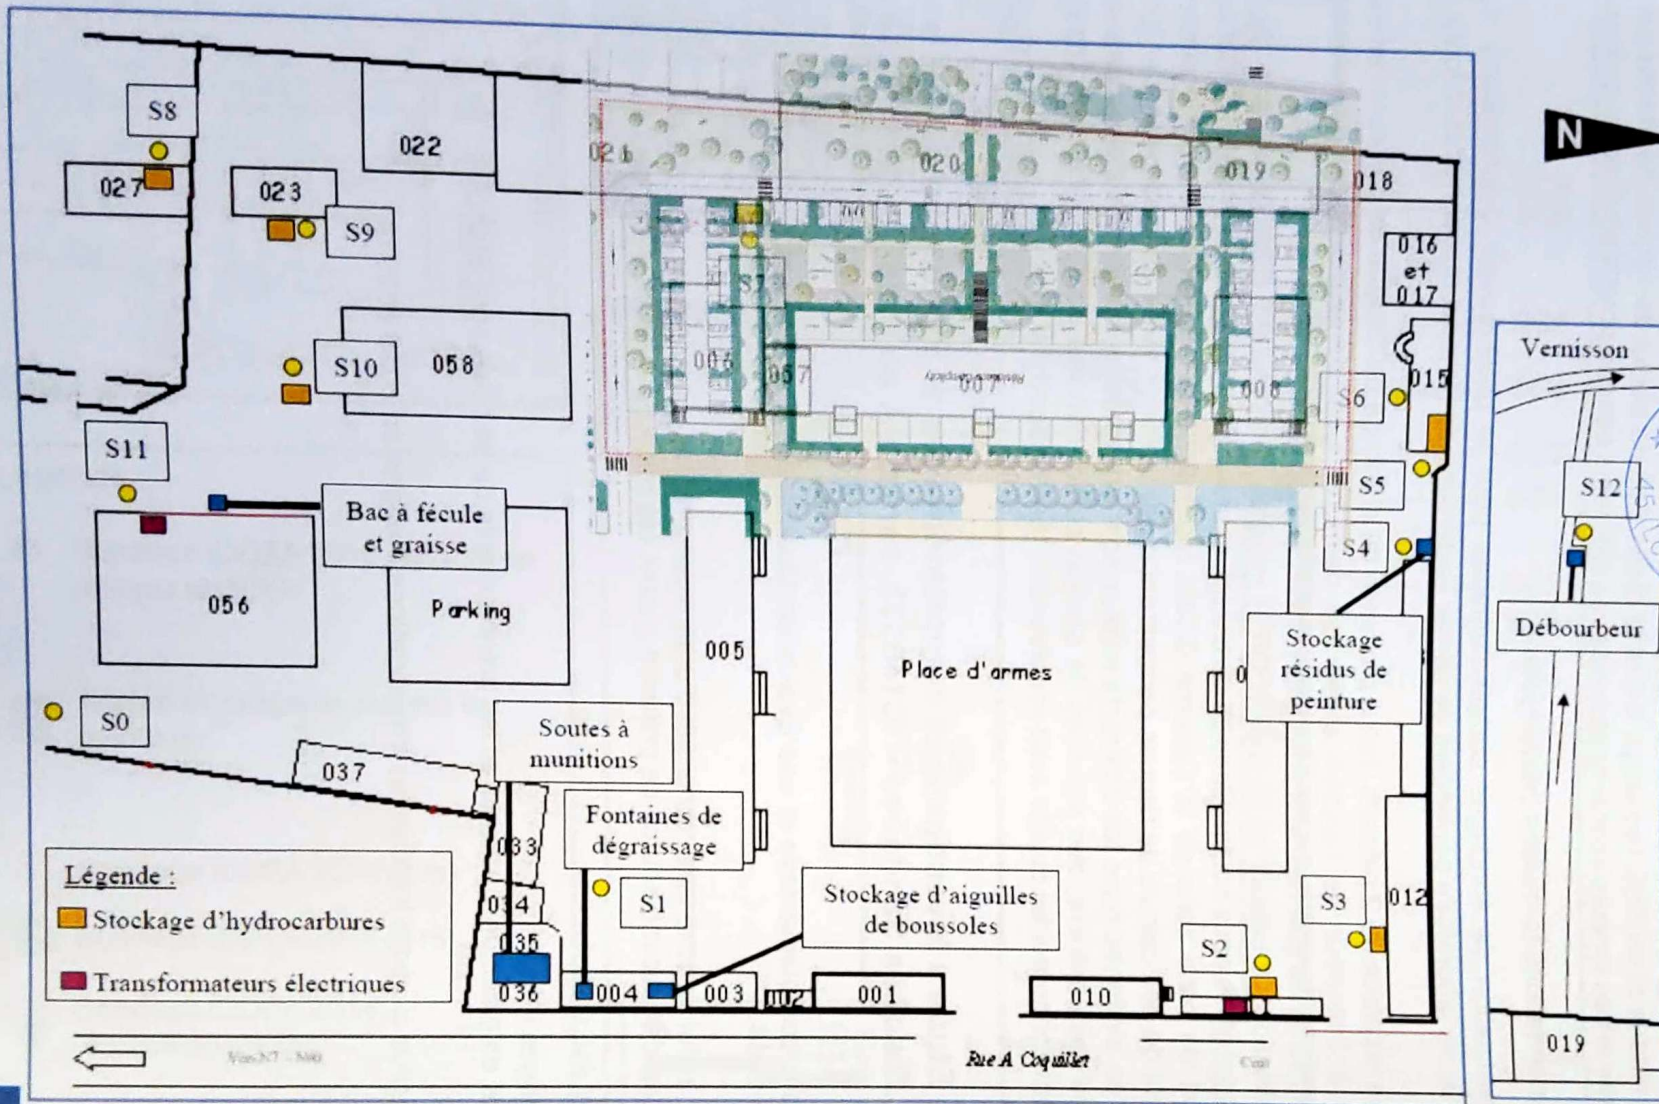 S8
022
021
020
019
018
027
023
S9
016
et
017
S7
S10
058
006
057
007
008
S6
015
S11
S5
Bac à fécule
et graisse
S4
056
Parking
005
Place d'armes
Stockage
résidus de
peinture
S0
Soutes à
munitions
037
Fontaines de
dégraissage
033
Légende :
Stockage d'hydrocarbures
Transformateurs électriques
034
S1
Stockage d'aiguilles
de boussoles
S3
012
035
S2
036
004
003
002
001
010
Rue A. Coquillet
N
Vernisson
S12
Débourbeur
019